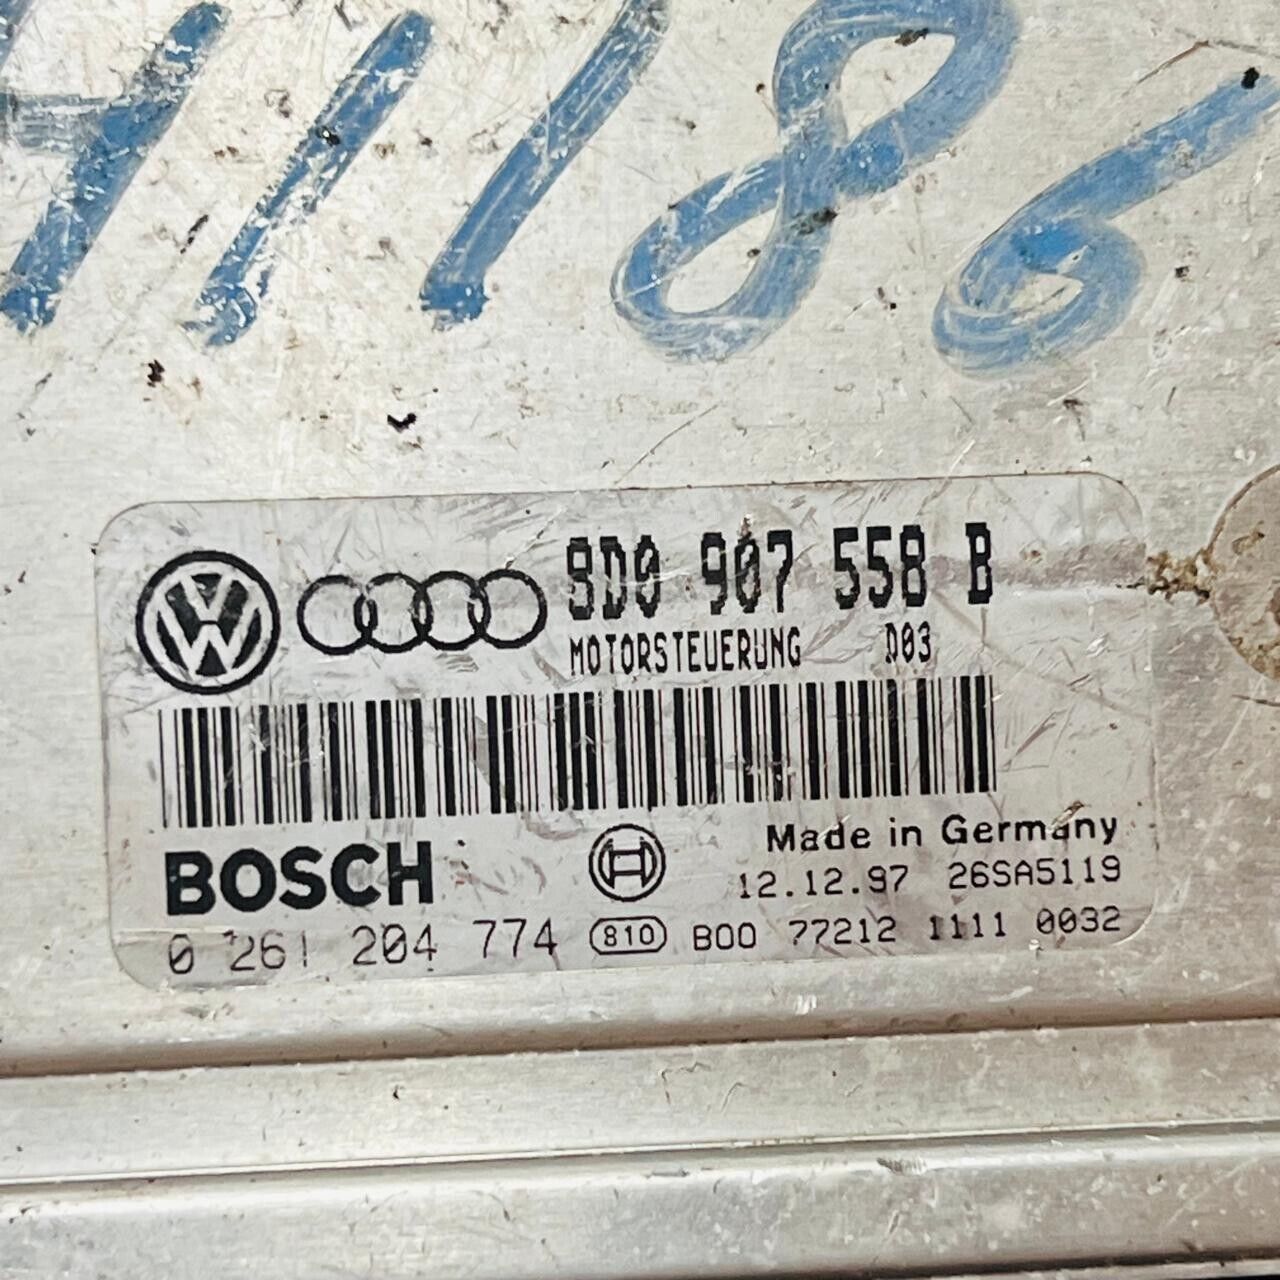 41186
8D0 907 558 B
MOTORSTEUERUNG D03
BOSCH
Made in Germany
12.12.97 26SA5119
0 261 204 774 810 B00 77212 1111 0032